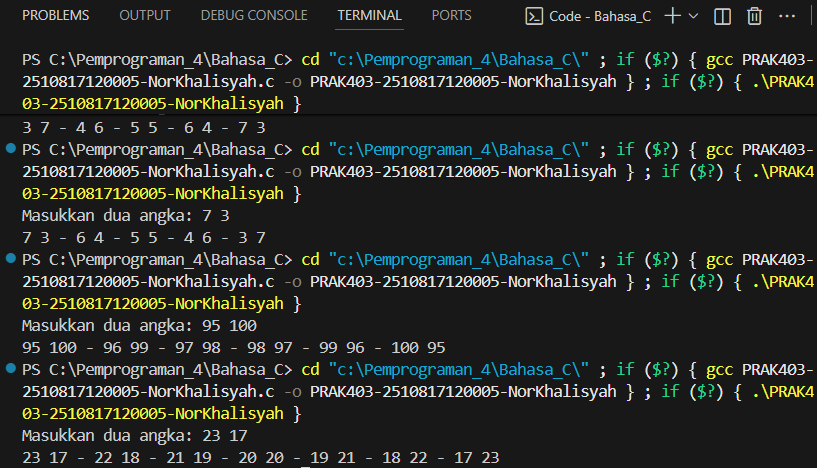 PROBLEMS OUTPUT DEBUG CONSOLE TERMINAL PORTS Code - Bahasa_C
PS C:\Pemprograman_4\Bahasa_C> cd "c:\Pemprograman_4\Bahasa_C\" ; if ($?) { gcc PRAK403-
2510817120005-NorKhalisyah.c -o PRAK403-2510817120005-NorKhalisyah } ; if ($?) { .\PRAK4
03-2510817120005-NorKhalisyah }
3 7 - 4 6 - 5 5 - 6 4 - 7 3
PS C:\Pemprograman_4\Bahasa_C> cd "c:\Pemprograman_4\Bahasa_C\" ; if ($?) { gcc PRAK403-
2510817120005-NorKhalisyah.c -o PRAK403-2510817120005-NorKhalisyah } ; if ($?) { .\PRAK4
03-2510817120005-NorKhalisyah }
Masukkan dua angka: 7 3
7 3 - 6 4 - 5 5 - 4 6 - 3 7
PS C:\Pemprograman_4\Bahasa_C> cd "c:\Pemprograman_4\Bahasa_C\" ; if ($?) { gcc PRAK403-
2510817120005-NorKhalisyah.c -o PRAK403-2510817120005-NorKhalisyah } ; if ($?) { .\PRAK4
03-2510817120005-NorKhalisyah }
Masukkan dua angka: 95 100
95 100 - 96 99 - 97 98 - 98 97 - 99 96 - 100 95
PS C:\Pemprograman_4\Bahasa_C> cd "c:\Pemprograman_4\Bahasa_C\" ; if ($?) { gcc PRAK403-
2510817120005-NorKhalisyah.c -o PRAK403-2510817120005-NorKhalisyah } ; if ($?) { .\PRAK4
03-2510817120005-NorKhalisyah }
Masukkan dua angka: 23 17
23 17 - 22 18 - 21 19 - 20 20 - 19 21 - 18 22 - 17 23